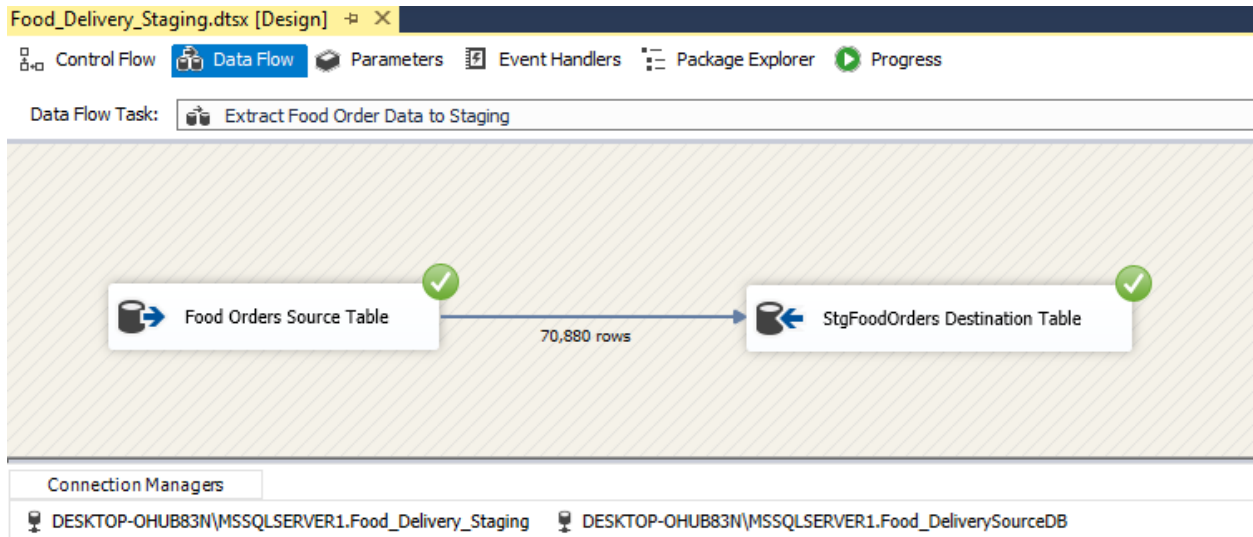 Food_Delivery_Staging.dtsx [Design]
Control Flow Data Flow Parameters Event Handlers Package Explorer Progress
Data Flow Task: Extract Food Order Data to Staging
Food Orders Source Table
70,880 rows
StgFoodOrders Destination Table
Connection Managers
DESKTOP-OHUB83N\MSSQLSERVER1.Food_Delivery_Staging DESKTOP-OHUB83N\MSSQLSERVER1.Food_DeliverySourceDB